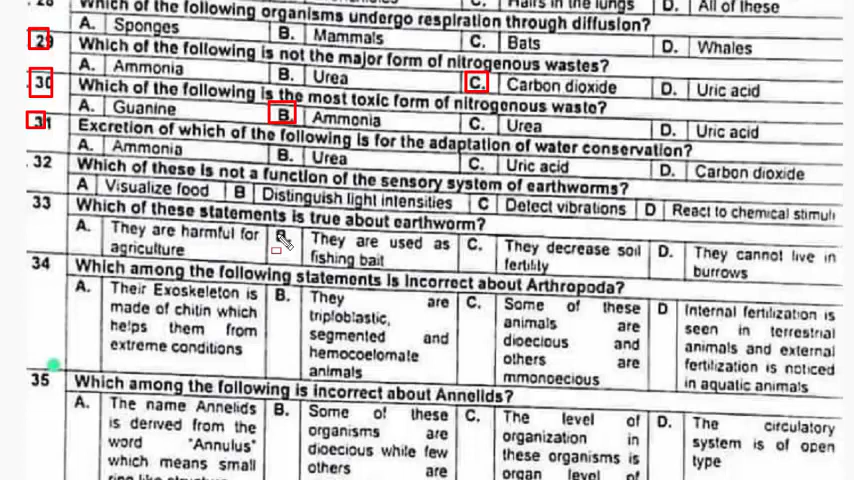 28 Hairs in the lungs D. All of these
Which of the following organisms undergo respiration through diffusion?
A. Sponges B. Mammals C. Bats D. Whales
29 Which of the following is not the major form of nitrogenous wastes?
A. Ammonia B. Urea C. Carbon dioxide D. Uric acid
30 Which of the following is the most toxic form of nitrogenous waste?
A. Guanine B. Ammonia C. Urea D. Uric acid
31 Excretion of which of the following is for the adaptation of water conservation?
A. Ammonia B. Urea C. Uric acid D. Carbon dioxide
32 Which of these is not a function of the sensory system of earthworms?
A Visualize food B Distinguish light intensities C Detect vibrations D React to chemical stimuli
33 Which of these statements is true about earthworm?
A. They are harmful for B. They are used as C. They decrease soil D. They cannot live in
agriculture fishing bait fertility burrows
34 Which among the following statements is incorrect about Arthropoda?
A. Their Exoskeleton is B. They are C. Some of these D Internal fertilization is
made of chitin which triploblastic, animals are seen in terrestrial
helps them from segmented and dioecious and animals and external
extreme conditions hemocoelomate others are fertilization is noticed
animals mmonoecious in aquatic animals
35 Which among the following is incorrect about Annelids?
A. The name Annelids B. Some of these C. The level of D. The circulatory
is derived from the organisms are organization in system is of open
word "Annulus" dioecious while few these organisms is type
which means small others are organ level of